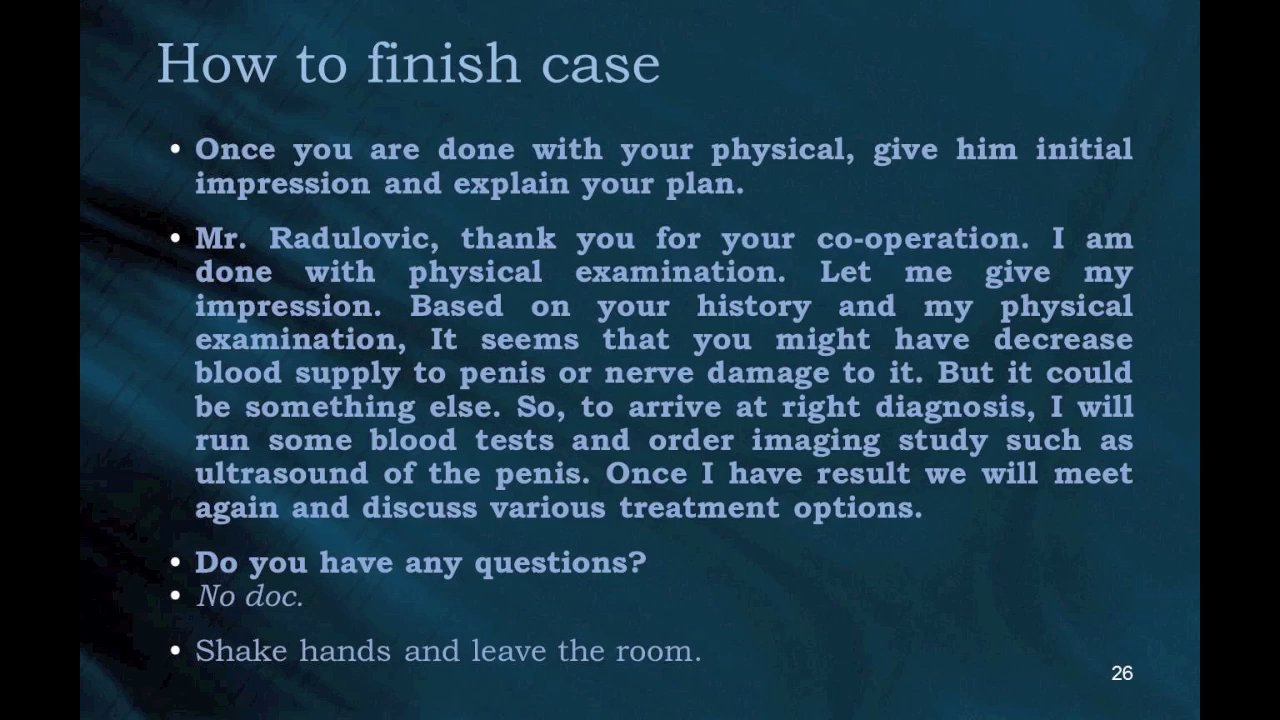 How to finish case
• Once you are done with your physical, give him initial
impression and explain your plan.
• Mr. Radulovic, thank you for your co-operation. I am
done with physical examination. Let me give my
impression. Based on your history and my physical
examination, It seems that you might have decrease
blood supply to penis or nerve damage to it. But it could
be something else. So, to arrive at right diagnosis, I will
run some blood tests and order imaging study such as
ultrasound of the penis. Once I have result we will meet
again and discuss various treatment options.
• Do you have any questions?
• No doc.
• Shake hands and leave the room.
26